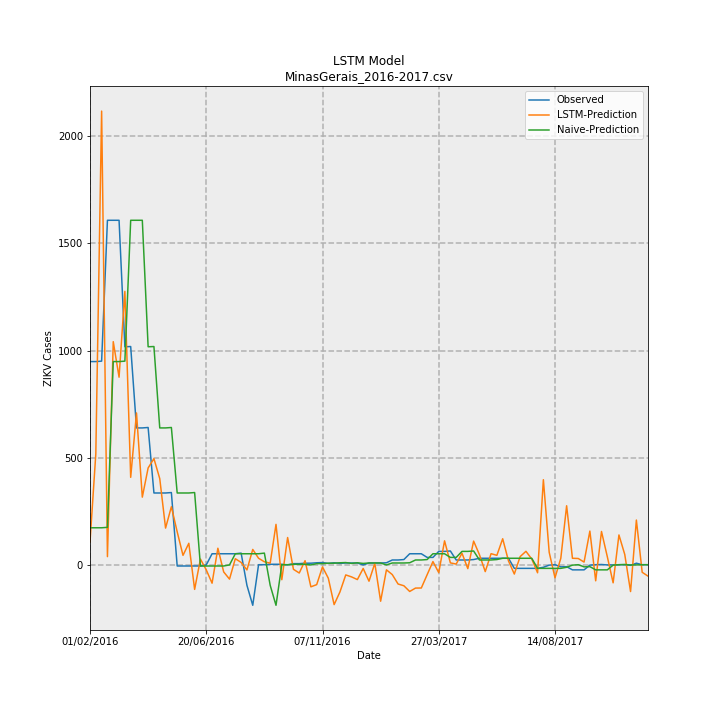 LSTM Model
MinasGerais_2016-2017.csv
Observed
LSTM-Prediction
Naive-Prediction
2000
1500
1000
500
0
ZIKV Cases
01/02/2016
20/06/2016
07/11/2016
27/03/2017
14/08/2017
Date